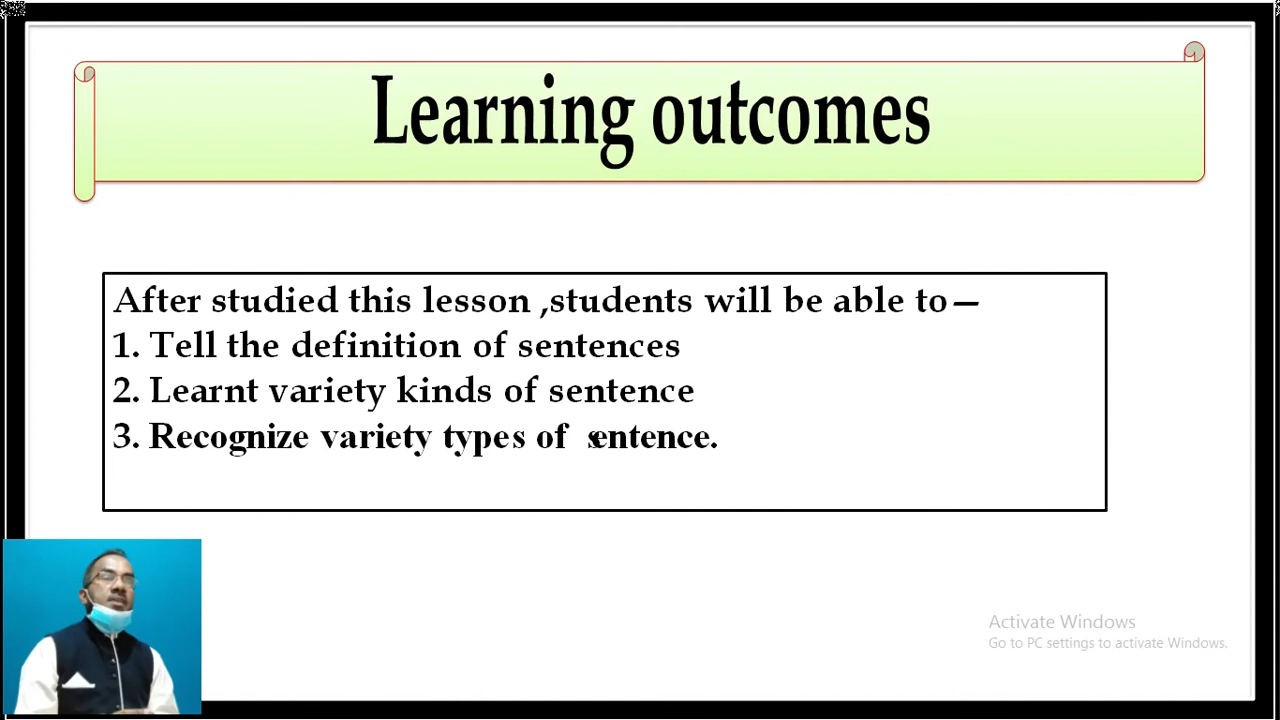 Learning outcomes
After studied this lesson ,students will be able to—
1. Tell the definition of sentences
2. Learnt variety kinds of sentence
3. Recognize variety types of sentence.
Activate Windows
Go to PC settings to activate Windows.